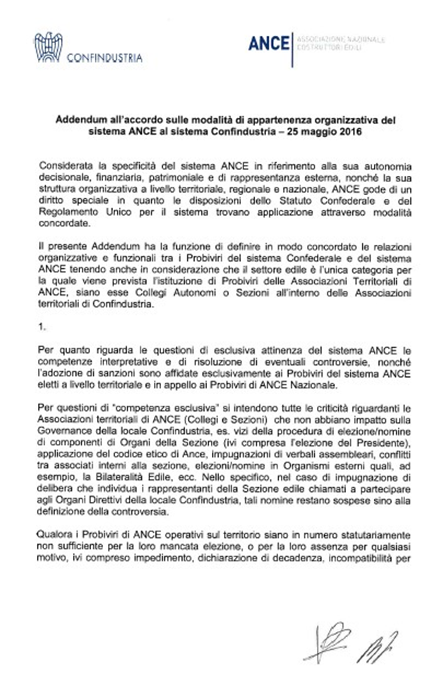 CONFINDUSTRIA
ANCE
ASSOCIAZIONE NAZIONALE
COSTRUTTORI EDILI
Addendum all'accordo sulle modalità di appartenenza organizzativa del
sistema ANCE al sistema Confindustria – 25 maggio 2016
Considerata la specificità del sistema ANCE in riferimento alla sua autonomia
decisionale, finanziaria, patrimoniale e di rappresentanza esterna, nonché la sua
struttura organizzativa a livello territoriale, regionale e nazionale, ANCE gode di un
diritto speciale in quanto le disposizioni dello Statuto Confederale e del
Regolamento Unico per il sistema trovano applicazione attraverso modalità
concordate.
Il presente Addendum ha la funzione di definire in modo concordato le relazioni
organizzative e funzionali tra i Probiviri del sistema Confederale e del sistema
ANCE tenendo anche in considerazione che il settore edile è l'unica categoria per
la quale viene prevista l'istituzione di Probiviri delle Associazioni Territoriali di
ANCE, siano esse Collegi Autonomi o Sezioni all'interno delle Associazioni
territoriali di Confindustria.
1.
Per quanto riguarda le questioni di esclusiva attinenza del sistema ANCE le
competenze interpretative e di risoluzione di eventuali controversie, nonché
l'adozione di sanzioni sono affidate esclusivamente ai Probiviri del sistema ANCE
eletti a livello territoriale e in appello ai Probiviri di ANCE Nazionale.
Per questioni di "competenza esclusiva" si intendono tutte le criticità riguardanti le
Associazioni territoriali di ANCE (Collegi e Sezioni) che non abbiano impatto sulla
Governance della locale Confindustria, es. vizi della procedura di elezione/nomine
di componenti di Organi della Sezione (ivi compresa l'elezione del Presidente),
applicazione del codice etico di Ance, impugnazioni di verbali assembleari, conflitti
tra associati interni alla sezione, elezioni/nomine in Organismi esterni quali, ad
esempio, la Bilateralità Edile, ecc. Nello specifico, nel caso di impugnazione di
delibera che individua i rappresentanti della Sezione edile chiamati a partecipare
agli Organi Direttivi della locale Confindustria, tali nomine restano sospese sino alla
definizione della controversia.
Qualora i Probiviri di ANCE operativi sul territorio siano in numero statutariamente
non sufficiente per la loro mancata elezione, o per la loro assenza per qualsiasi
motivo, ivi compreso impedimento, dichiarazione di decadenza, incompatibilità per